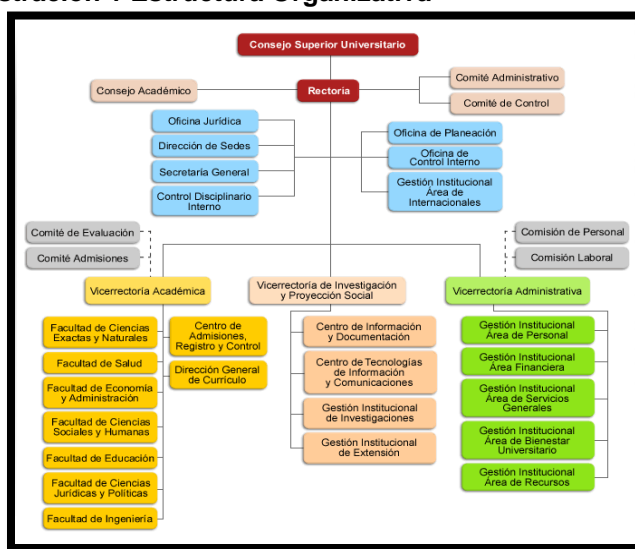 Estructura Organizativa
Consejo Superior Universitario
Consejo Académico
Rectoría
Comité Administrativo
Comité de Control
Oficina Jurídica
Dirección de Sedes
Secretaría General
Control Disciplinario
Interno
Oficina de Planeación
Oficina de
Control Interno
Gestión Institucional
Área de
Internacionales
Comité de Evaluación
Comité Admisiones
Comisión de Personal
Comisión Laboral
Vicerrectoría Académica
Vicerrectoría de Investigación
y Proyección Social
Vicerrectoría Administrativa
Facultad de Ciencias
Exactas y Naturales
Facultad de Salud
Facultad de Economía
y Administración
Facultad de Ciencias
Sociales y Humanas
Facultad de Educación
Facultad de Ciencias
Jurídicas y Políticas
Facultad de Ingeniería
Centro de
Admisiones,
Registro y Control
Dirección General
de Currículo
Centro de Información
y Documentación
Centro de Tecnologías
de Información
y Comunicaciones
Gestión Institucional
de Investigaciones
Gestión Institucional
de Extensión
Gestión Institucional
Área de Personal
Gestión Institucional
Área Financiera
Gestión Institucional
Área de Servicios
Generales
Gestión Institucional
Área de Bienestar
Universitario
Gestión Institucional
Área de Recursos